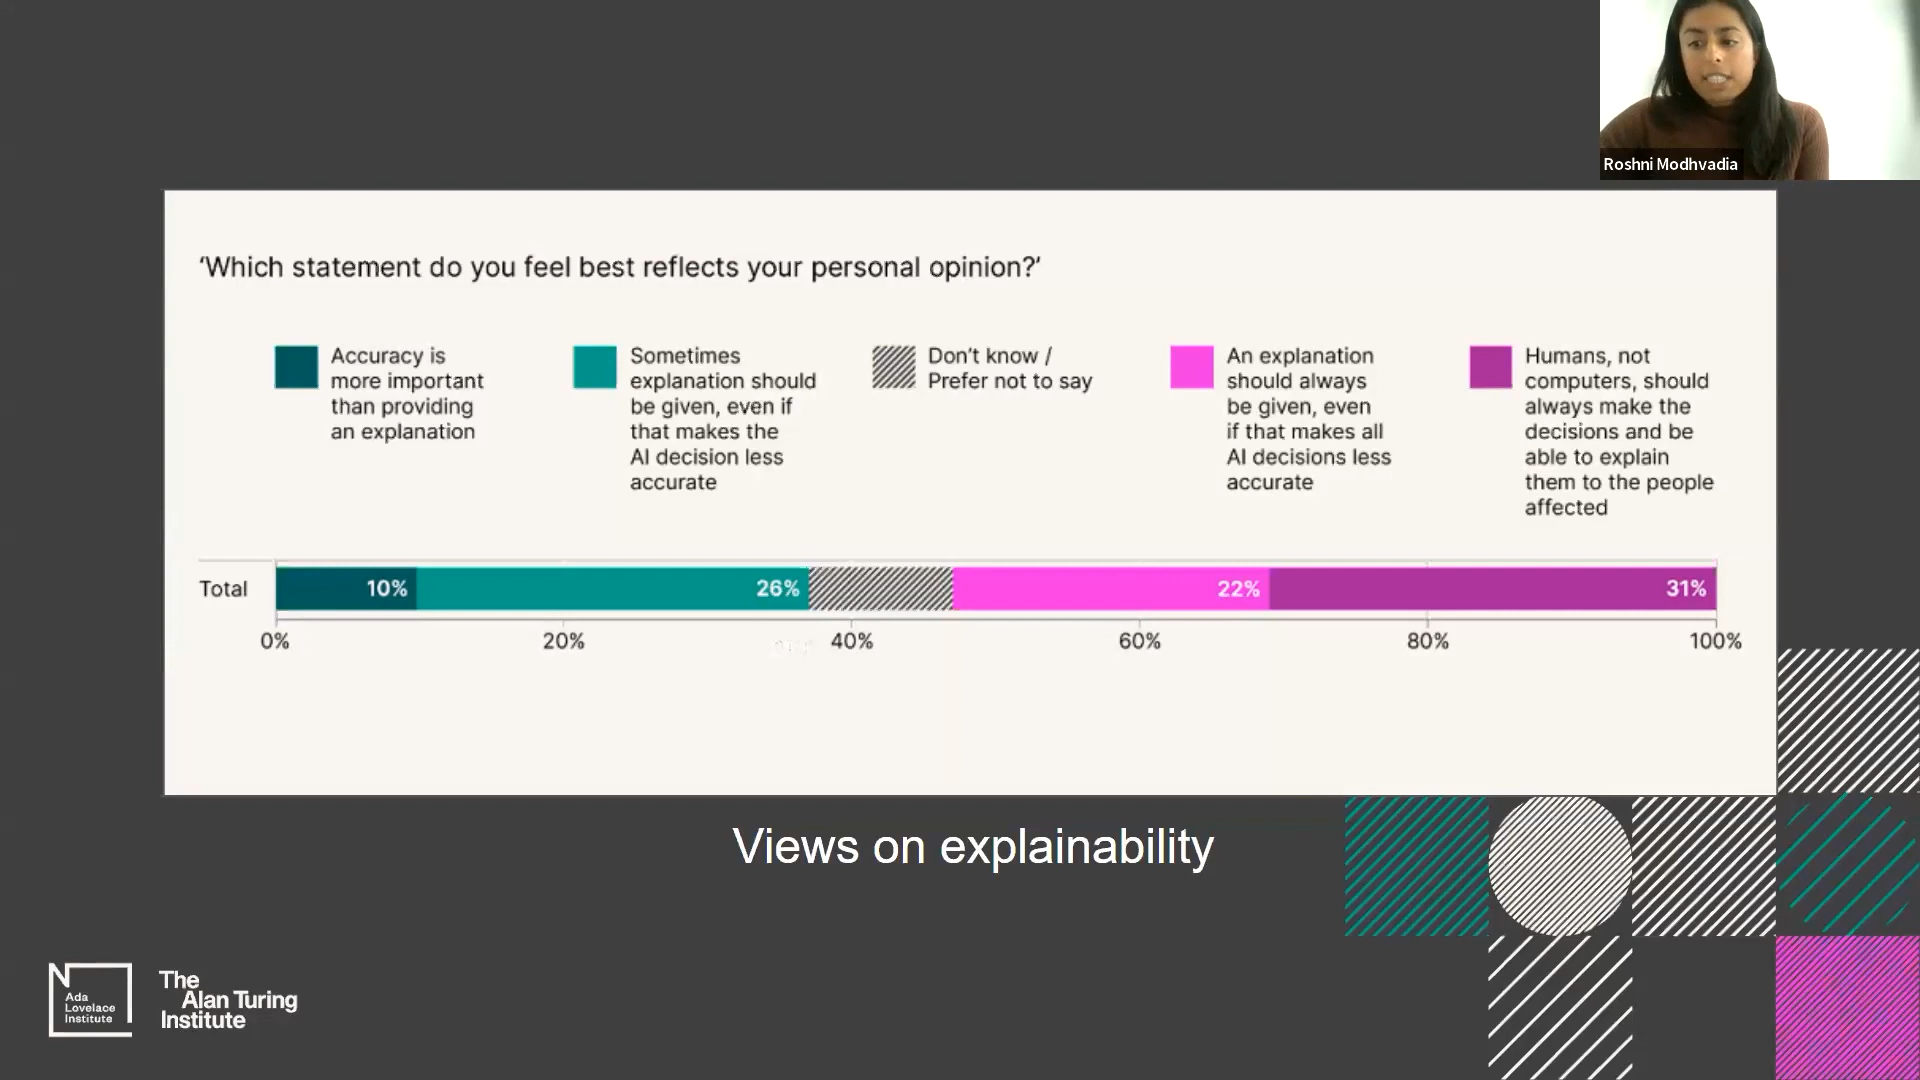 Roshni Modhvadia
‘Which statement do you feel best reflects your personal opinion?’
Accuracy is
more important
than providing
an explanation
Sometimes
explanation should
be given, even if
that makes the
AI decision less
accurate
Don’t know /
Prefer not to say
An explanation
should always
be given, even
if that makes all
AI decisions less
accurate
Humans, not
computers, should
always make the
decisions and be
able to explain
them to the people
affected
Total
10%
26%
22%
31%
0%
20%
40%
60%
80%
100%
Views on explainability
Ada
Lovelace
Institute
The
Alan Turing
Institute